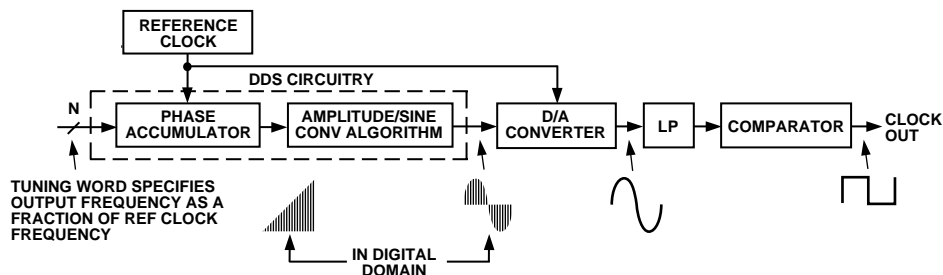 REFERENCE
CLOCK
DDS CIRCUITRY
N
PHASE
ACCUMULATOR
AMPLITUDE/SINE
CONV ALGORITHM
D/A
CONVERTER
LP
COMPARATOR
CLOCK
OUT
TUNING WORD SPECIFIES
OUTPUT FREQUENCY AS A
FRACTION OF REF CLOCK
FREQUENCY
IN DIGITAL
DOMAIN